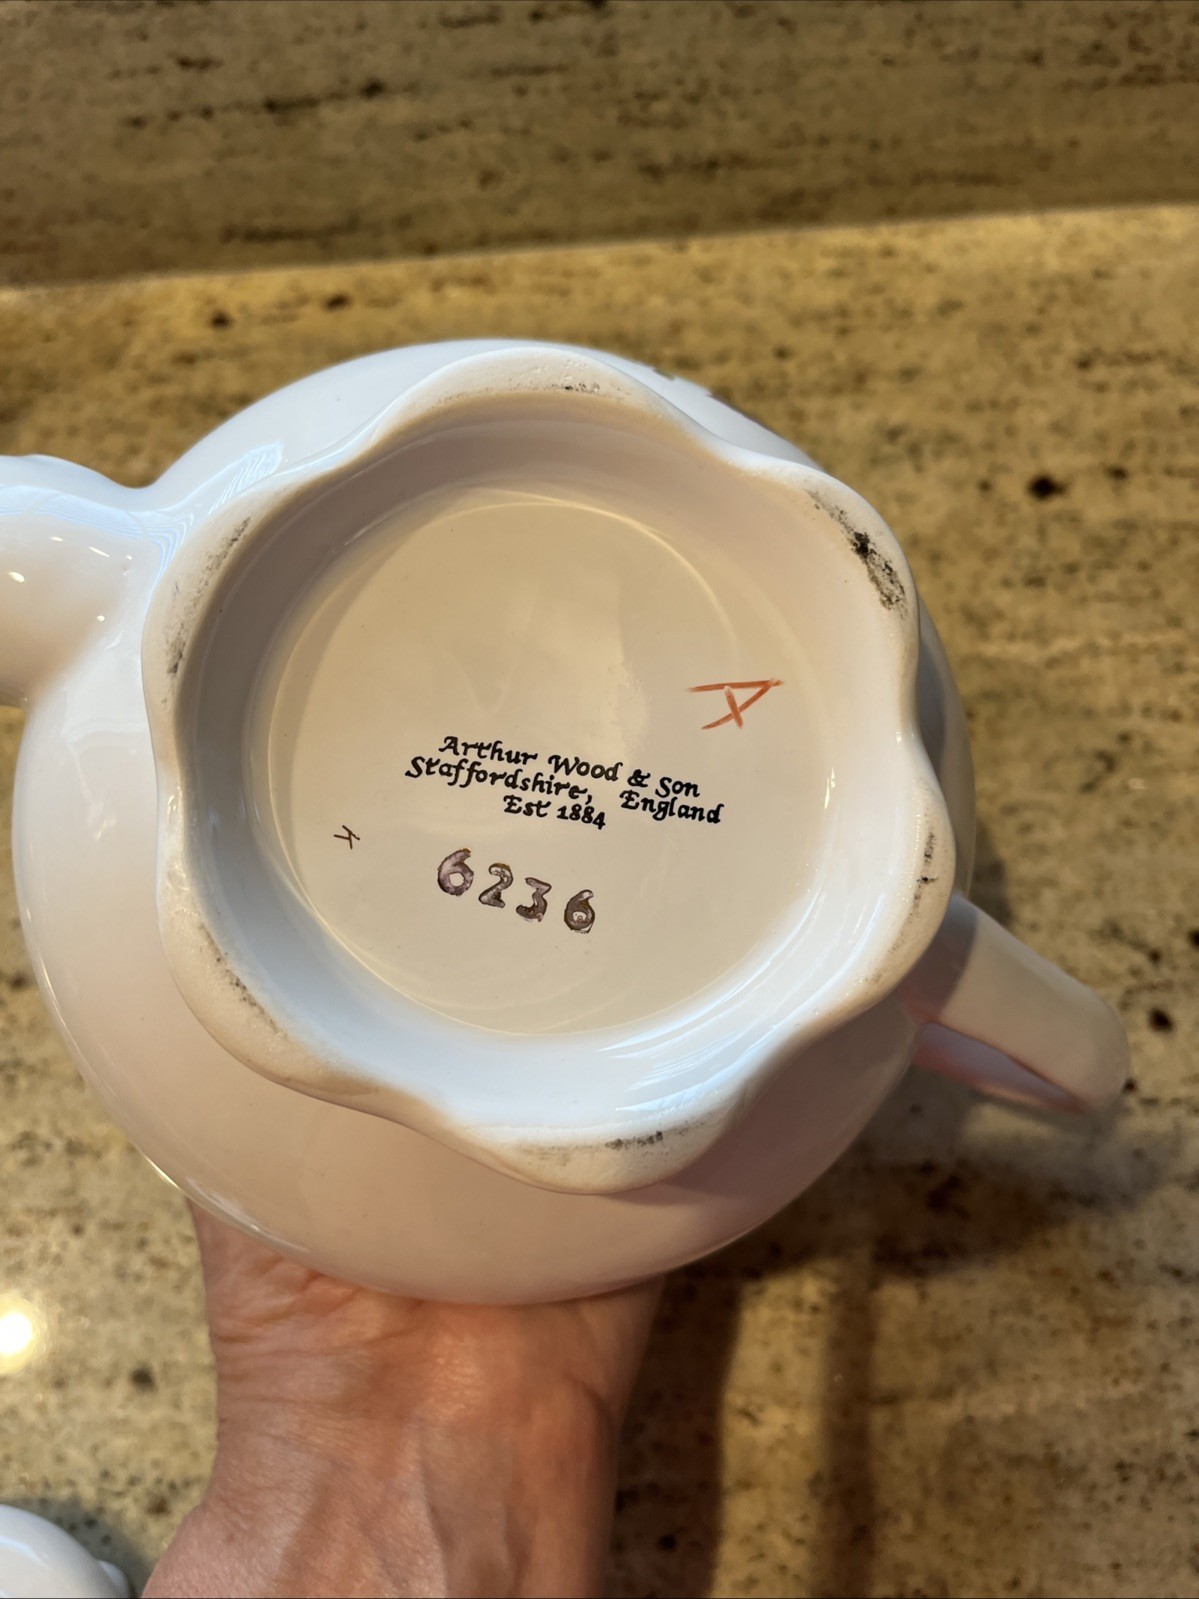 A
Arthur Wood & Son
Staffordshire, England
Est 1884
K
6236